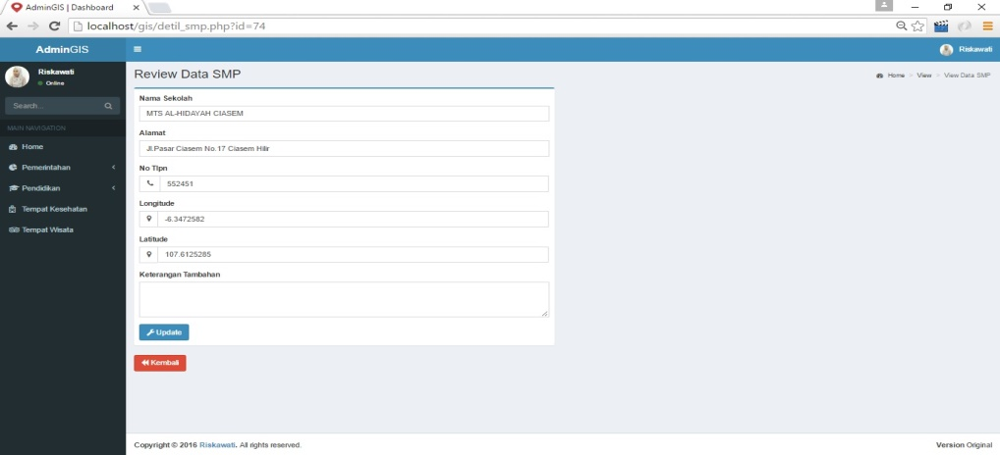 AdminGIS | Dashboard
localhost/gis/detil_smp.php?id=74
AdminGIS
Riskawati
Riskawati
Online
Search...
MAIN NAVIGATION
Home
Pemerintahan
Pendidikan
Tempat Kesehatan
Tempat Wisata
Review Data SMP
Home > View > View Data SMP
Nama Sekolah
MTS AL-HIDAYAH CIASEM
Alamat
Jl.Pasar Ciasem No.17 Ciasem Hilir
No Tlpn
552451
Longitude
-6.3472582
Latitude
107.6125285
Keterangan Tambahan
Update
Kembali
Copyright © 2016 Riskawati. All rights reserved.
Version Original